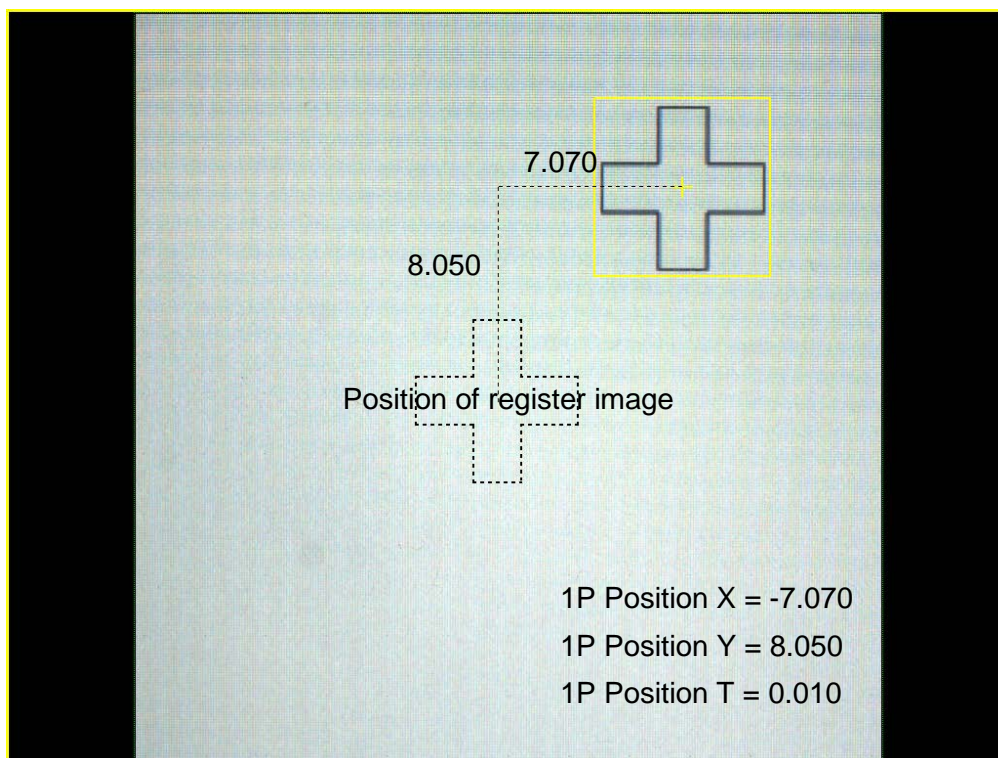 7.070
8.050
Position of register image
1P Position X = -7.070
1P Position Y = 8.050
1P Position T = 0.010